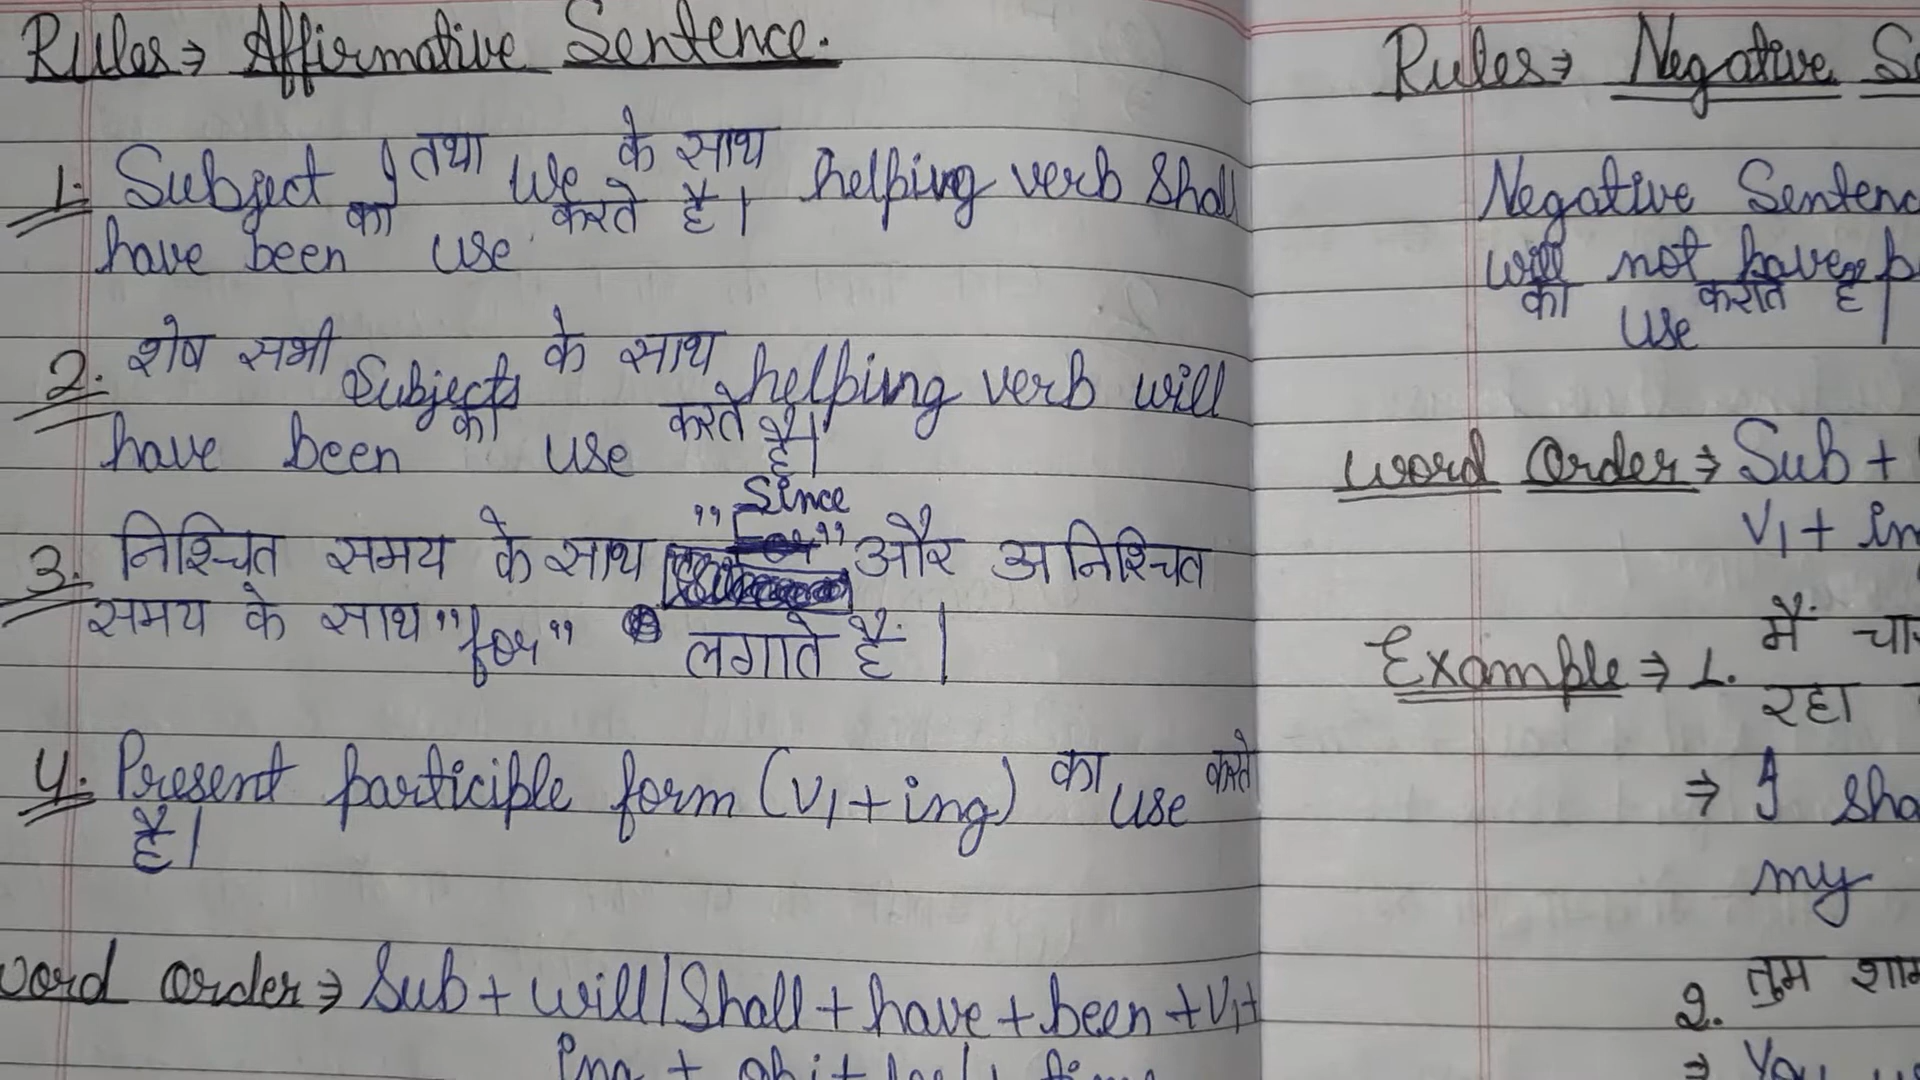 Rules ⇒ Affirmative Sentence.
1. Subject I तथा We के साथ helping verb Shall
have been का use करते हैं।
2. शेष सभी Subjects के साथ helping verb will
have been का use करते हैं।
3. निश्चित समय के साथ "Since" और अनिश्चित
समय के साथ "for" लगाते हैं।
4. Present participle form (V1+ing) का use करते
हैं।
word order ⇒ Sub + will/Shall + have + been + V1+
ing + obj +
Rules ⇒ Negative
Negative
will not have
का use कराते है।
word order ⇒ Sub +
V1 +
Example ⇒ 1. मैं
रहा
⇒ I
my
2. तुम
⇒ You